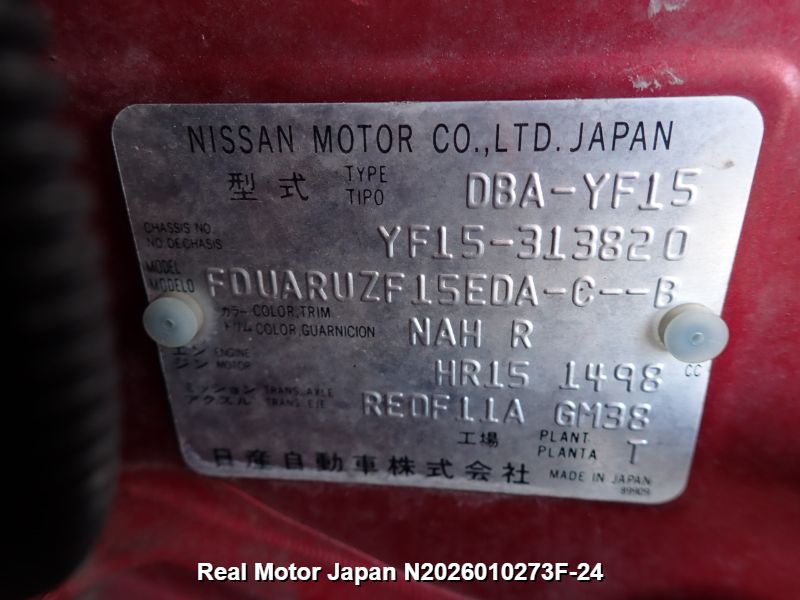 NISSAN MOTOR CO.,LTD. JAPAN
型式 TYPE TIPO DBA-YF15
CHASSIS NO. NO.DECHASIS YF15-313820
MODEL MODELO FDUARUZF15EDA-C--B
カラー COLOR,TRIM
トリム COLOR,GUARNICION NAH R
エンジン ENGINE MOTOR HR15 1498 CC
ミッション TRANS. AXLE
アクスル TRANS. EJE RE0F11A GM38
工場 PLANT PLANTA T
日産自動車株式会社 MADE IN JAPAN
Real Motor Japan N2026010273F-24